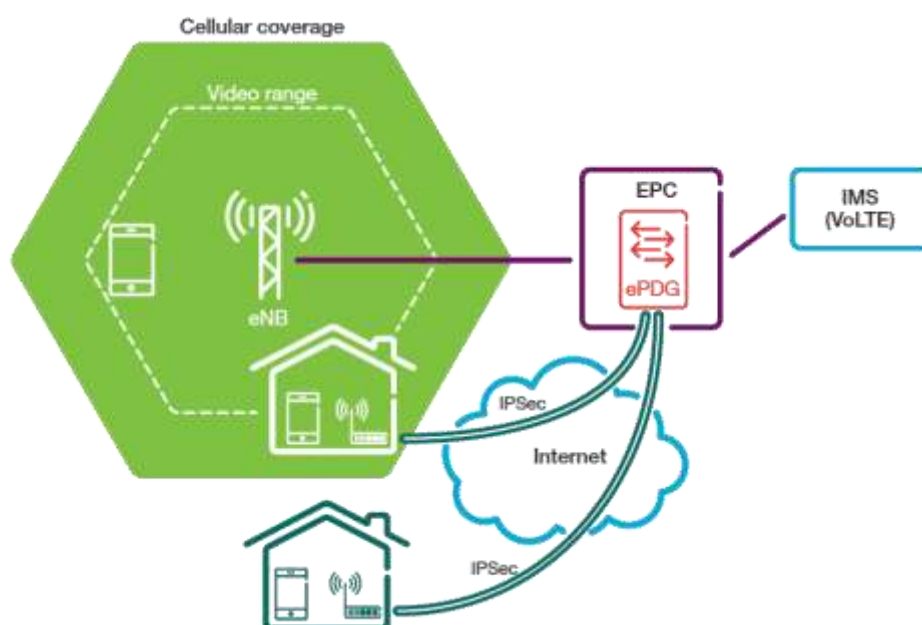 Cellular coverage
Video range
eNB
EPC
ePDG
IMS
(VoLTE)
IPSec
Internet
IPSec